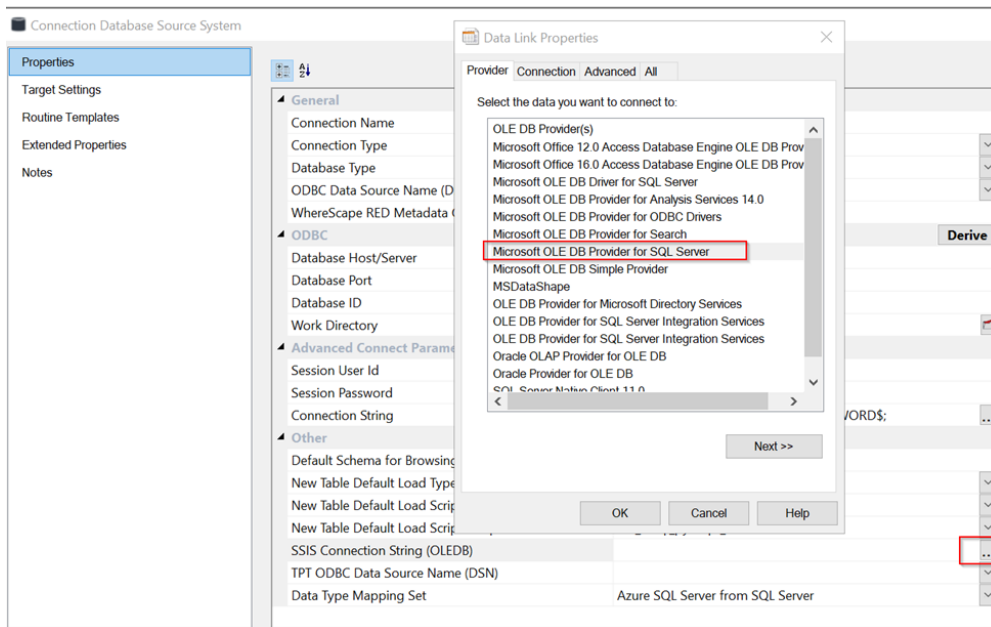 Connection Database Source System
Properties
Target Settings
Routine Templates
Extended Properties
Notes
General
Connection Name
Connection Type
Database Type
ODBC Data Source Name (D
WhereScape RED Metadata
ODBC
Derive
Database Host/Server
Database Port
Database ID
Work Directory
Advanced Connect Parame
Session User Id
Session Password
Connection String
WORD$;
...
Other
Default Schema for Browsing
New Table Default Load Type
New Table Default Load Scrip
New Table Default Load Scrip
SSIS Connection String (OLEDB)
...
TPT ODBC Data Source Name (DSN)
Data Type Mapping Set
Azure SQL Server from SQL Server
Data Link Properties
Provider Connection Advanced All
Select the data you want to connect to:
OLE DB Provider(s)
Microsoft Office 12.0 Access Database Engine OLE DB Prov
Microsoft Office 16.0 Access Database Engine OLE DB Prov
Microsoft OLE DB Driver for SQL Server
Microsoft OLE DB Provider for Analysis Services 14.0
Microsoft OLE DB Provider for ODBC Drivers
Microsoft OLE DB Provider for Search
Microsoft OLE DB Provider for SQL Server
Microsoft OLE DB Simple Provider
MSDataShape
OLE DB Provider for Microsoft Directory Services
OLE DB Provider for SQL Server Integration Services
OLE DB Provider for SQL Server Integration Services
Oracle OLAP Provider for OLE DB
Oracle Provider for OLE DB
SQL Server Native Client 11.0
Next >>
OK Cancel Help